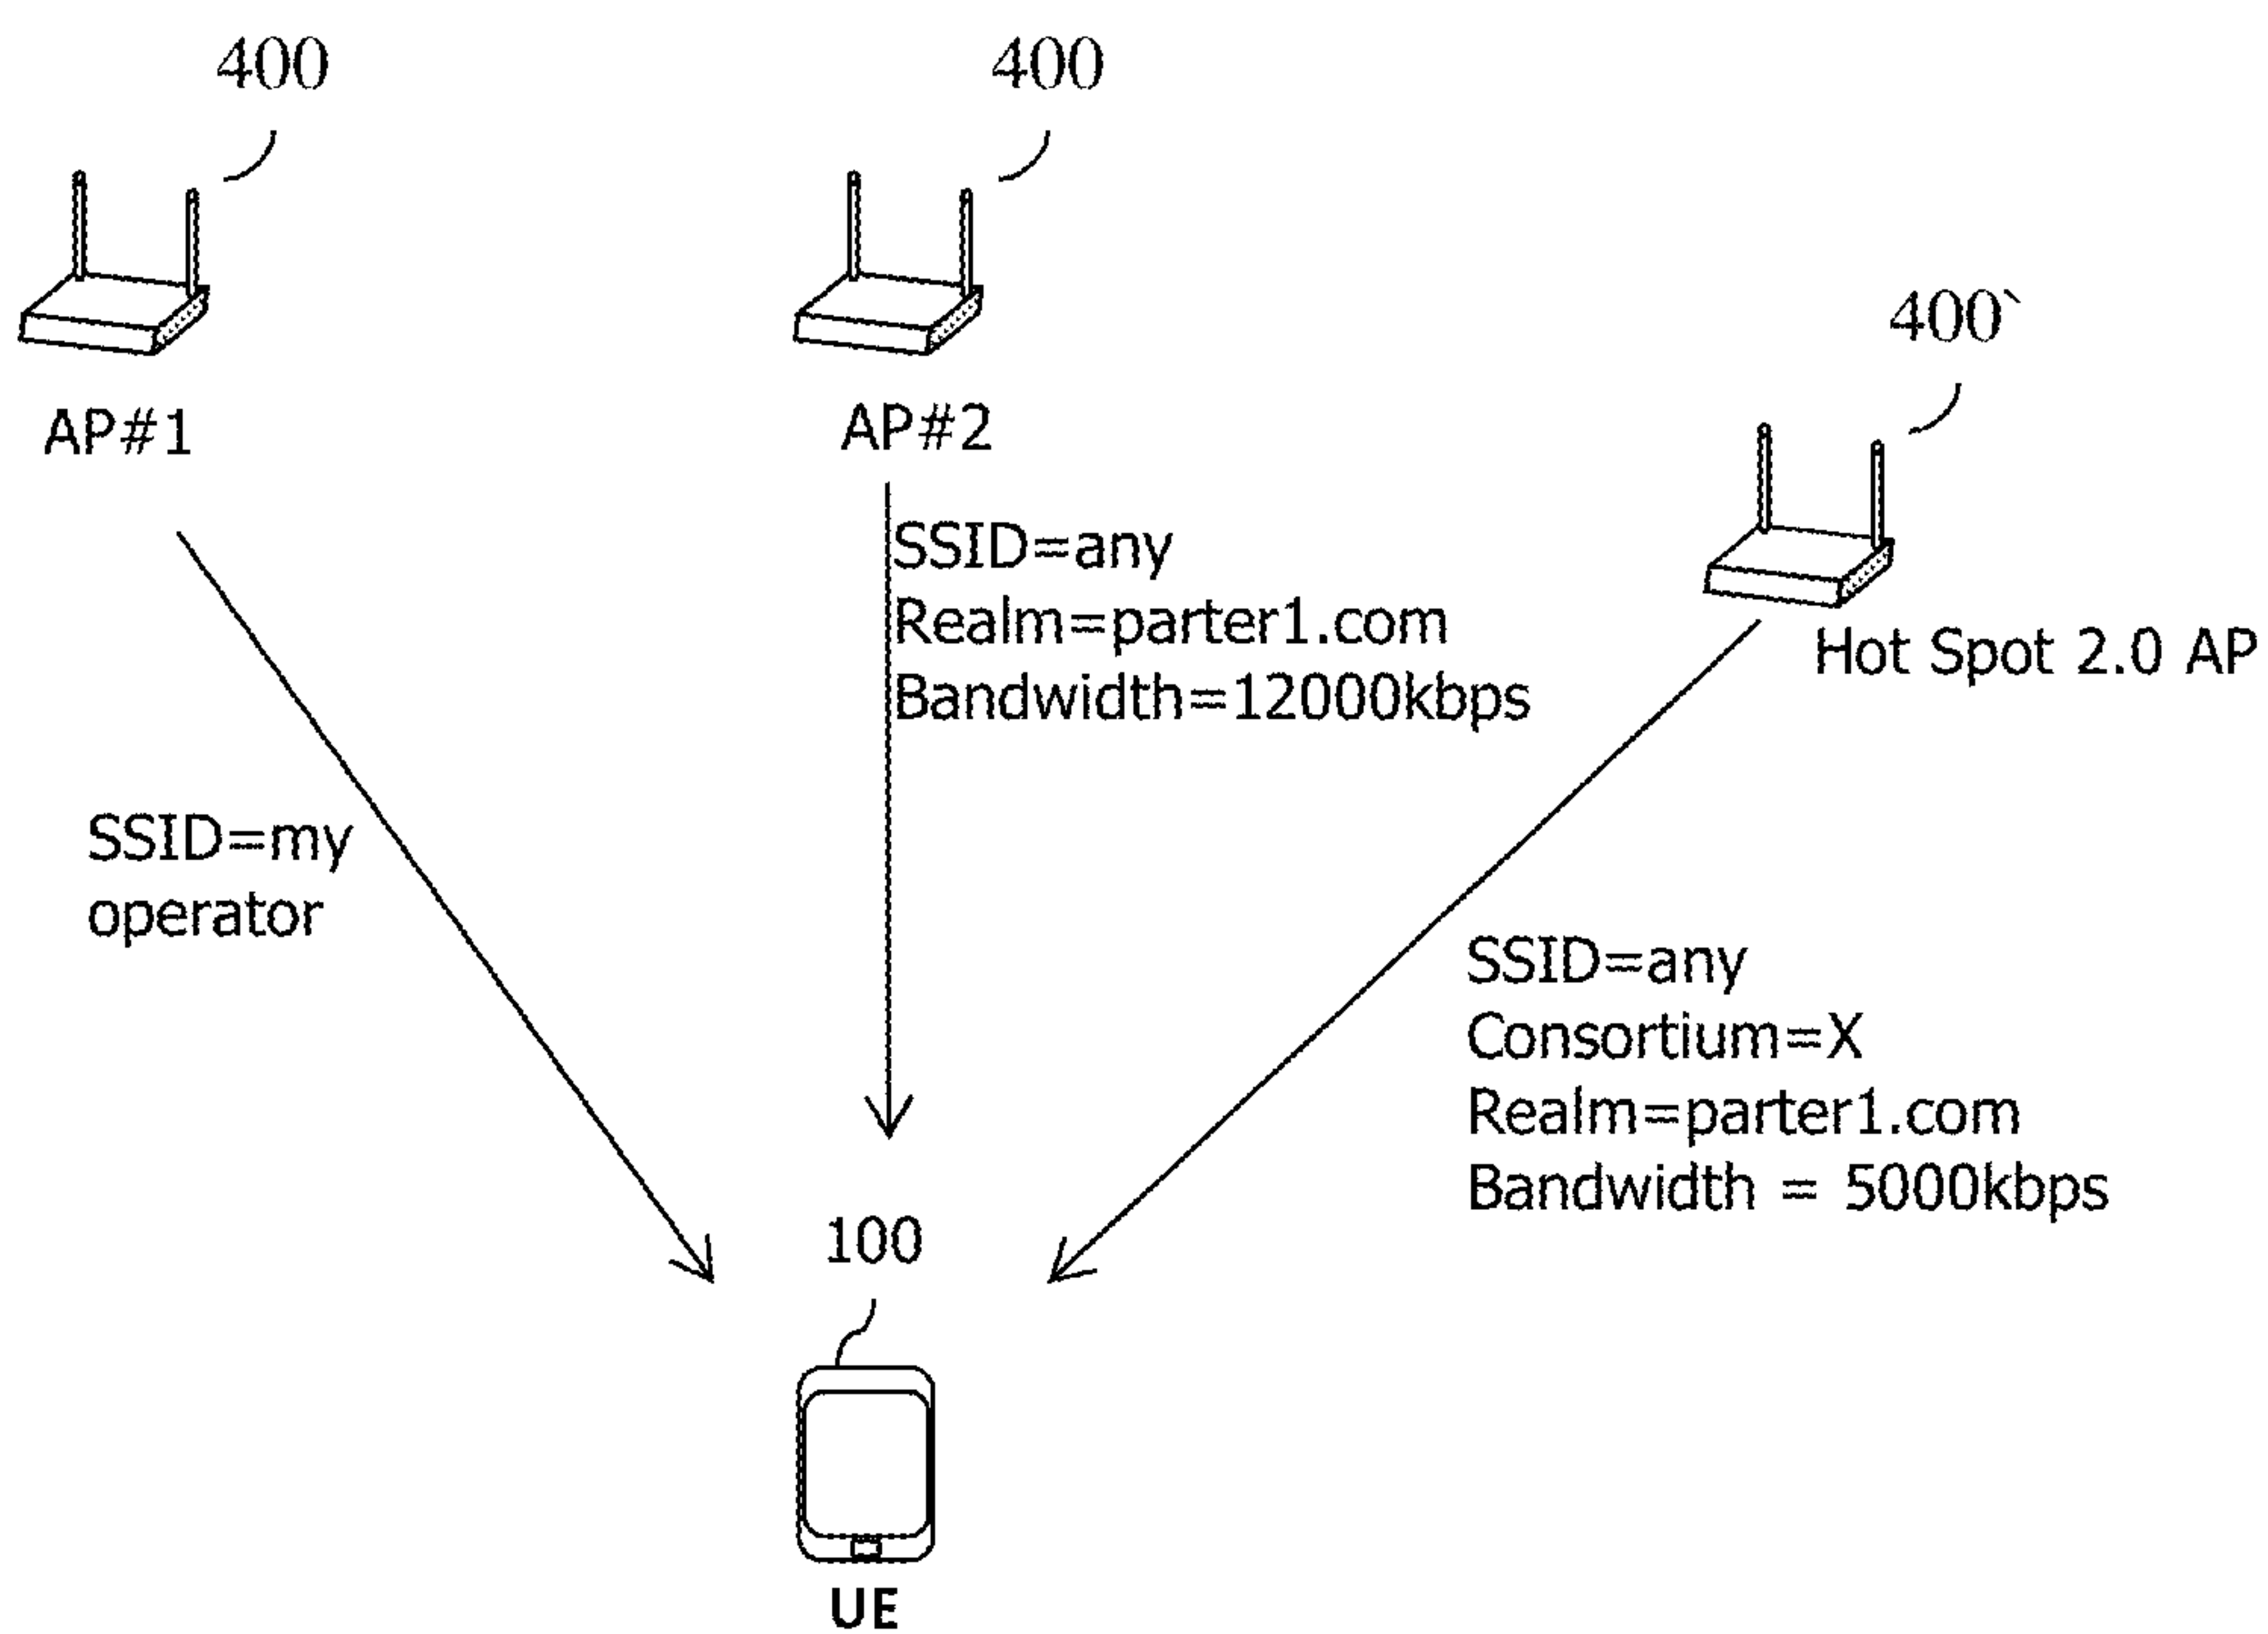 400
400
400`
AP#1
AP#2
SSID=any
Realm=parter1.com
Bandwidth=12000kbps
Hot Spot 2.0 AP
SSID=my
operator
SSID=any
Consortium=X
Realm=parter1.com
Bandwidth = 5000kbps
100
UE